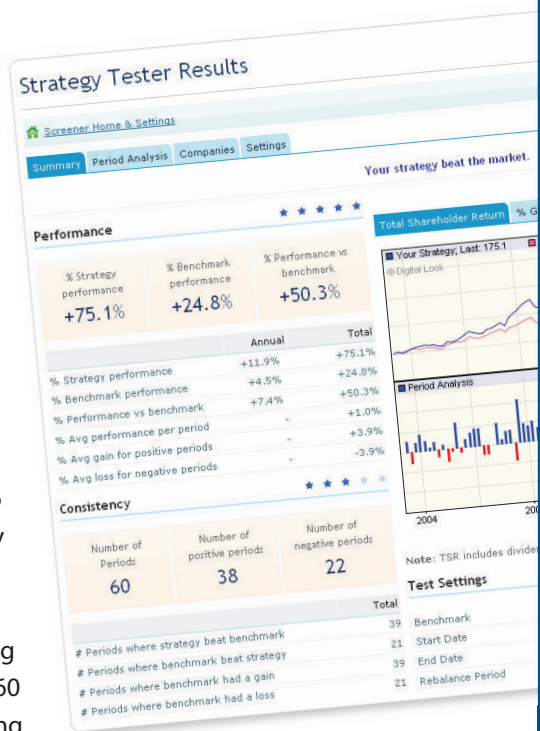 Strategy Tester Results
Screener Home & Settings
Summary Period Analysis Companies Settings
Your strategy beat the market.
Performance
% Strategy performance
+75.1%
% Benchmark performance
+24.8%
% Performance vs benchmark
+50.3%
Annual Total
% Strategy performance +11.9% +75.1%
% Benchmark performance +4.5% +24.8%
% Performance vs benchmark +7.4% +50.3%
% Avg performance per period - +1.0%
% Avg gain for positive periods - +3.9%
% Avg loss for negative periods - -3.9%
Consistency
Number of Periods
60
Number of positive periods
38
Number of negative periods
22
Total
# Periods where strategy beat benchmark 39
# Periods where benchmark beat strategy 21
# Periods where benchmark had a gain 39
# Periods where benchmark had a loss 21
Total Shareholder Return % G
Your Strategy; Last: 175.1
Digital Look
Period Analysis
2004 200
Note: TSR includes divide
Test Settings
Benchmark
Start Date
End Date
Rebalance Period
y
g
60
ng